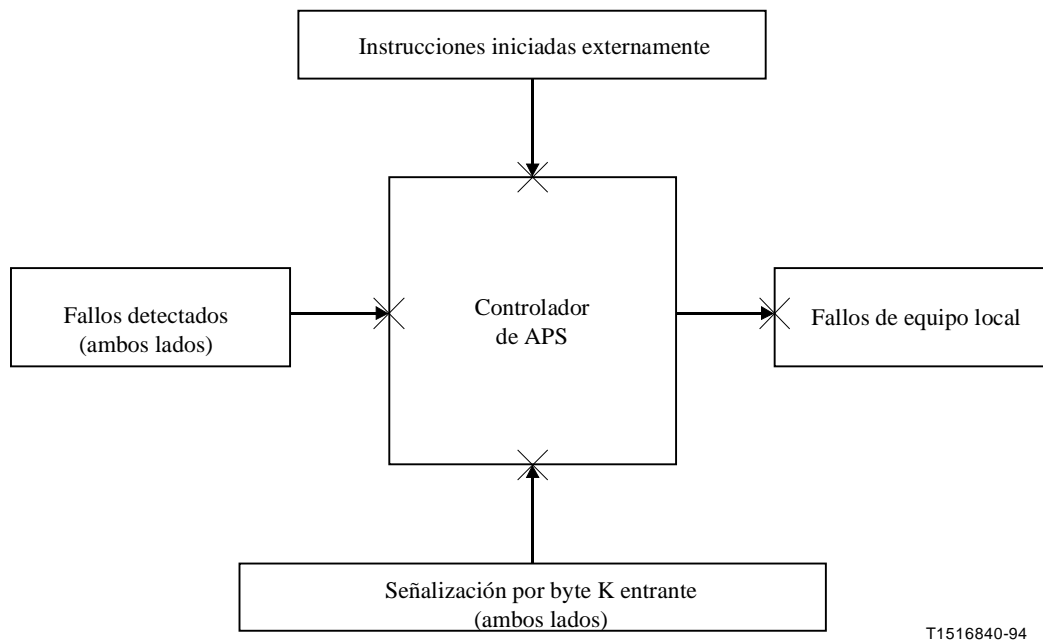 Instrucciones iniciadas externamente
Fallos detectados
(ambos lados)
Controlador
de APS
Fallos de equipo local
Señalización por byte K entrante
(ambos lados)
T1516840-94